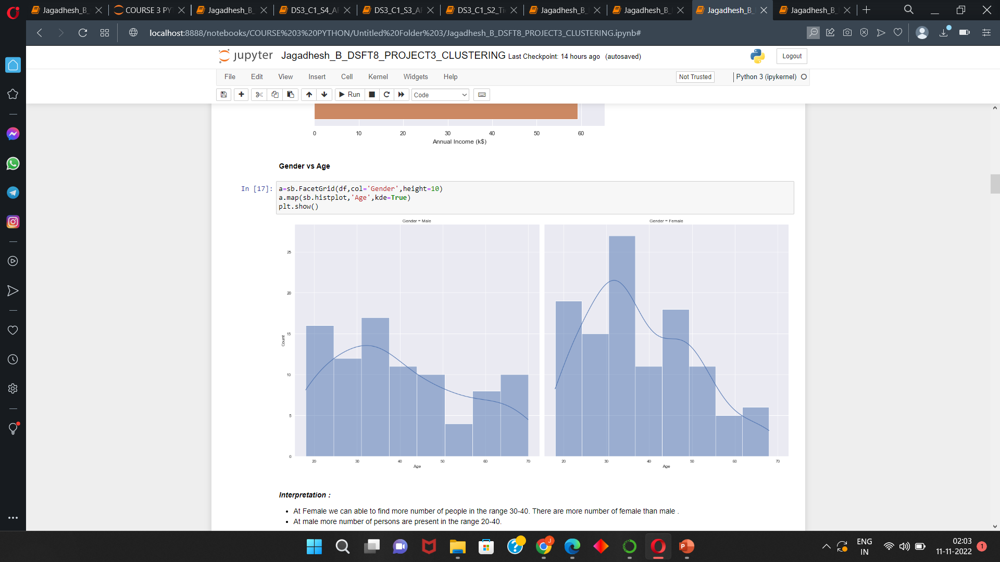 Jagadhesh_B_
COURSE 3 PY
Jagadhesh_B_
DS3_C1_S4_A
DS3_C1_S3_A
DS3_C1_S2_Ti
Jagadhesh_B_
Jagadhesh_B_
Jagadhesh_B_
Jagadhesh_B_
localhost:8888/notebooks/COURSE%203%20PYTHON/Untitled%20Folder%203/Jagadhesh_B_DSFT8_PROJECT3_CLUSTERING.ipynb#
jupyter Jagadhesh_B_DSFT8_PROJECT3_CLUSTERING Last Checkpoint: 14 hours ago (autosaved)
Logout
File Edit View Insert Cell Kernel Widgets Help
Not Trusted
Python 3 (ipykernel)
Run
Code
0 10 20 30 40 50 60
Annual Income (k$)
Gender vs Age
In [17]:
a=sb.FacetGrid(df,col='Gender',height=10)
a.map(sb.histplot,'Age',kde=True)
plt.show()
Gender = Male
Gender = Female
25
20
15
10
5
0
Count
20 30 40 50 60 70
20 30 40 50 60 70
Age
Age
Interpretation :
• At Female we can able to find more number of people in the range 30-40. There are more number of female than male .
• At male more number of persons are present in the range 20-40.
ENG
IN
02:03
11-11-2022
1
J
P